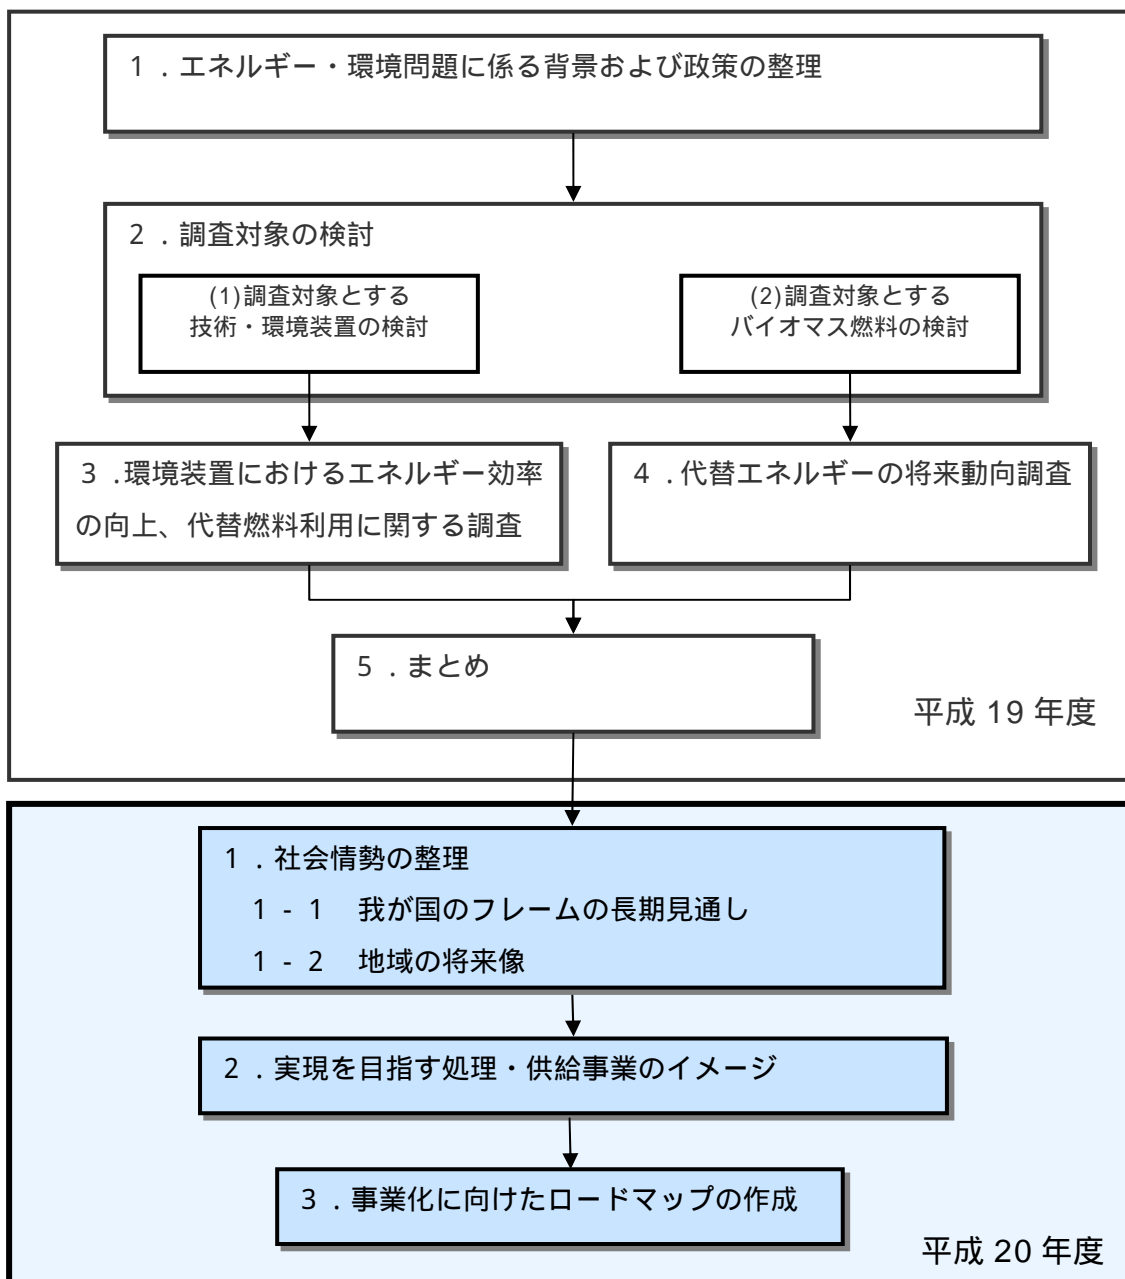 1．エネルギー・環境問題に係る背景および政策の整理
2．調査対象の検討
(1)調査対象とする
技術・環境装置の検討
(2)調査対象とする
バイオマス燃料の検討
3．環境装置におけるエネルギー効率
の向上、代替燃料利用に関する調査
4．代替エネルギーの将来動向調査
5．まとめ
平成 19 年度
1．社会情勢の整理
1-1　我が国のフレームの長期見通し
1-2　地域の将来像
2．実現を目指す処理・供給事業のイメージ
3．事業化に向けたロードマップの作成
平成 20 年度